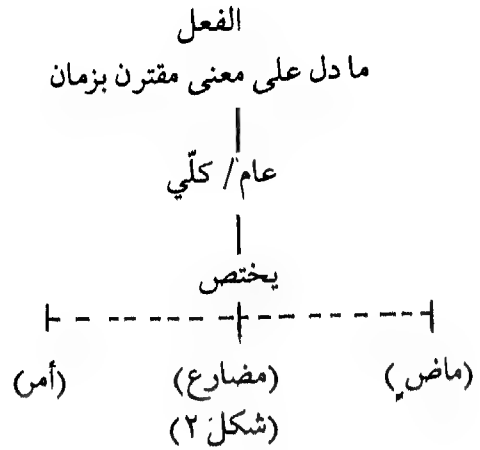 الفعل
ما دل على معنى مقترن بزمان
عام / كلّي
يختص
(ماضٍ) (مضارع) (أمر)
(شكل ٢)